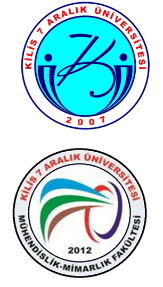 KİLİS 7 ARALIK ÜNİVERSİTESİ
2007
KİLİS 7 ARALIK ÜNİVERSİTESİ
2012
MÜHENDİSLİK-MİMARLIK FAKÜLTESİ